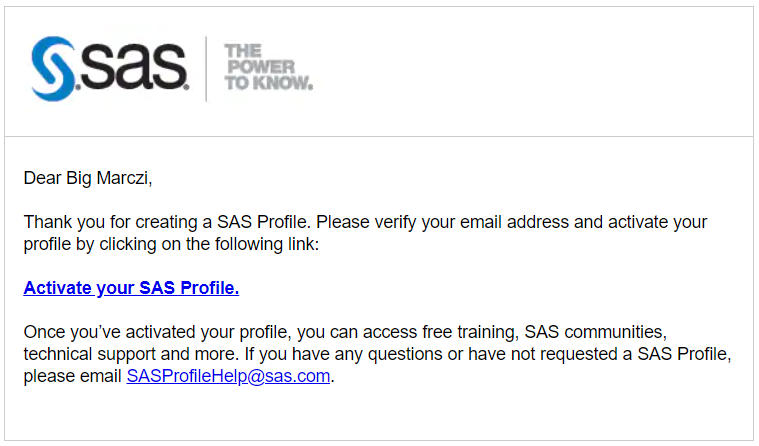 sas
THE
POWER
TO KNOW.
Dear Big Marczi,
Thank you for creating a SAS Profile. Please verify your email address and activate your
profile by clicking on the following link:
Activate your SAS Profile.
Once you’ve activated your profile, you can access free training, SAS communities,
technical support and more. If you have any questions or have not requested a SAS Profile,
please email SASProfileHelp@sas.com.